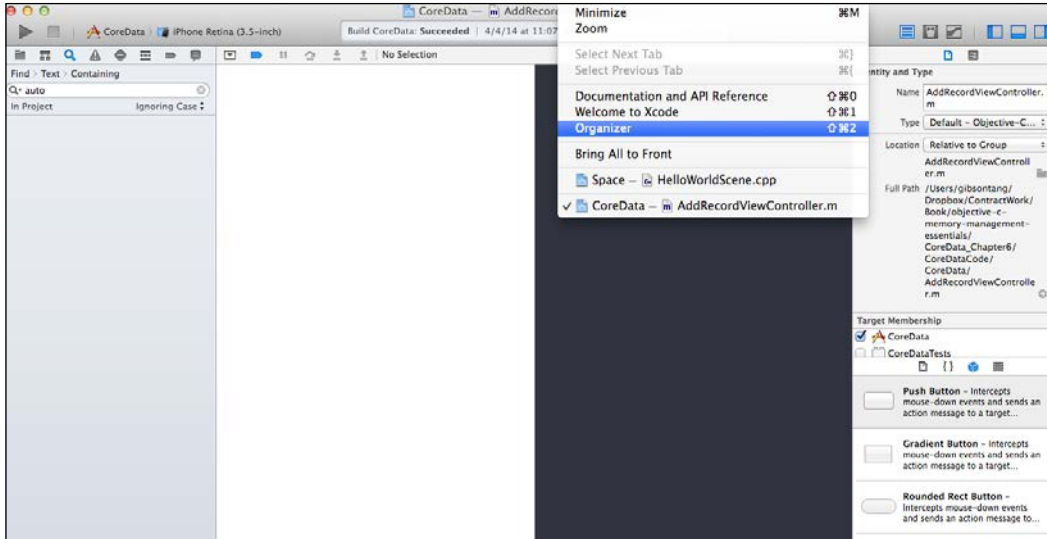 CoreData — AddRecor
CoreData
iPhone Retina (3.5-inch)
Build CoreData: Succeeded | 4/4/14 at 11:07
No Selection
Find > Text > Containing
auto
In Project
Ignoring Case
Minimize ⌘M
Zoom
Select Next Tab ⌘}
Select Previous Tab ⌘{
Documentation and API Reference ⇧⌘0
Welcome to Xcode ⇧⌘1
Organizer ⇧⌘2
Bring All to Front
Space — HelloWorldScene.cpp
✓ CoreData — AddRecordViewController.m
entity and Type
Name AddRecordViewController.
m
Type Default - Objective-C...
Location Relative to Group
AddRecordViewControll
er.m
Full Path /Users/gibsontang/
Dropbox/ContractWork/
Book/objective-c-
memory-management-
essentials/
CoreData_Chapter6/
CoreDataCode/
CoreData/
AddRecordViewControlle
r.m
Target Membership
CoreData
CoreDataTests
{}
Push Button - Intercepts
mouse-down events and sends an
action message to a target...
Gradient Button - Intercepts
mouse-down events and sends an
action message to a target...
Rounded Rect Button -
Intercepts mouse-down events
and sends an action message to...